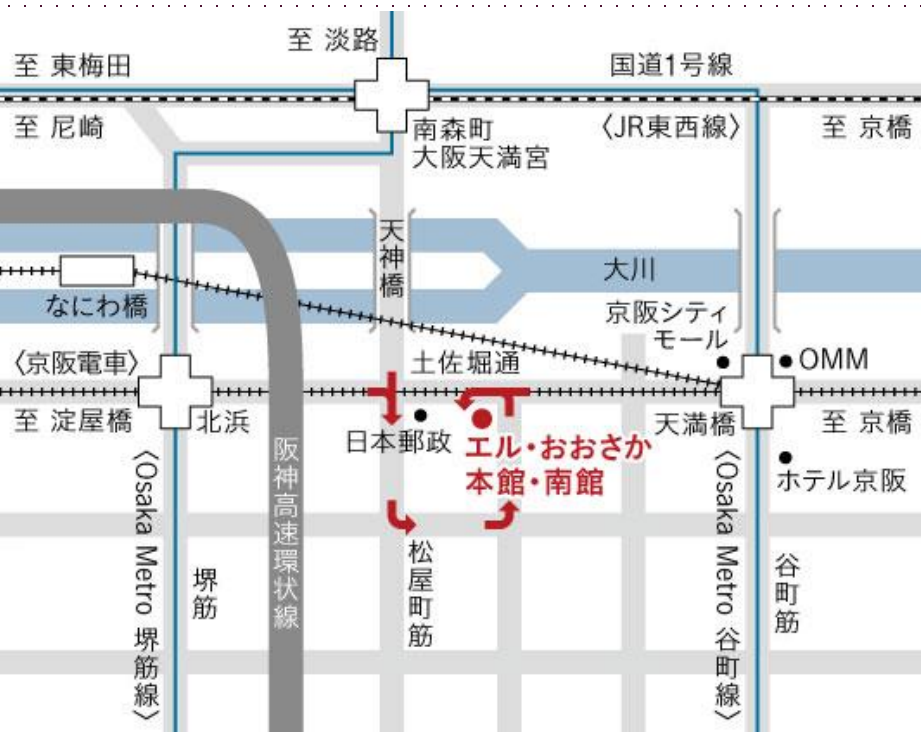 至 淡路
至 東梅田
国道1号線
至 尼崎
南森町
大阪天満宮
〈JR東西線〉
至 京橋
天神橋
大川
なにわ橋
京阪シティ
モール
OMM
〈京阪電車〉
土佐堀通
至 淀屋橋
北浜
日本郵政
エル・おおさか
本館・南館
天満橋
至 京橋
ホテル京阪
阪神高速環状線
〈Osaka Metro 堺筋線〉
堺筋
松屋町筋
〈Osaka Metro 谷町線〉
谷町筋